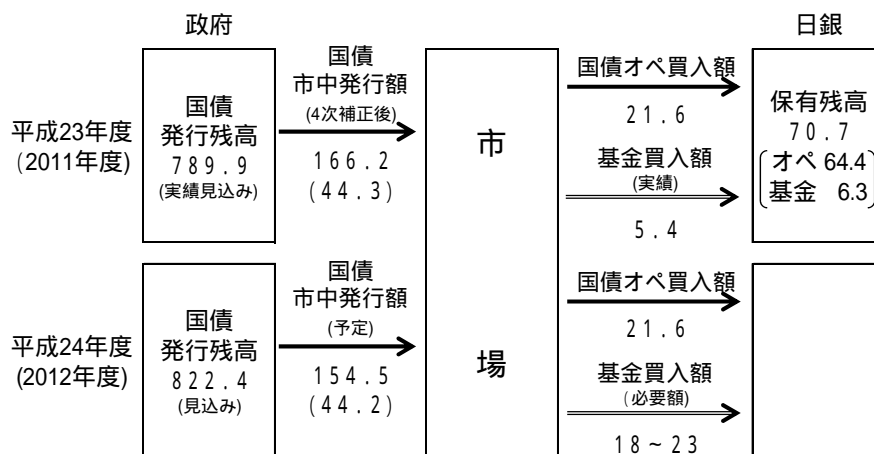 政府
日銀
平成23年度
(2011年度)
国債
発行残高
789.9
(実績見込み)
国債
市中発行額
(4次補正後)
166.2
(44.3)
市
場
国債オペ買入額
21.6
基金買入額
(実績)
5.4
保有残高
70.7
オペ 64.4
基金 6.3
平成24年度
(2012年度)
国債
発行残高
822.4
(見込み)
国債
市中発行額
(予定)
154.5
(44.2)
国債オペ買入額
21.6
基金買入額
(必要額)
18~23